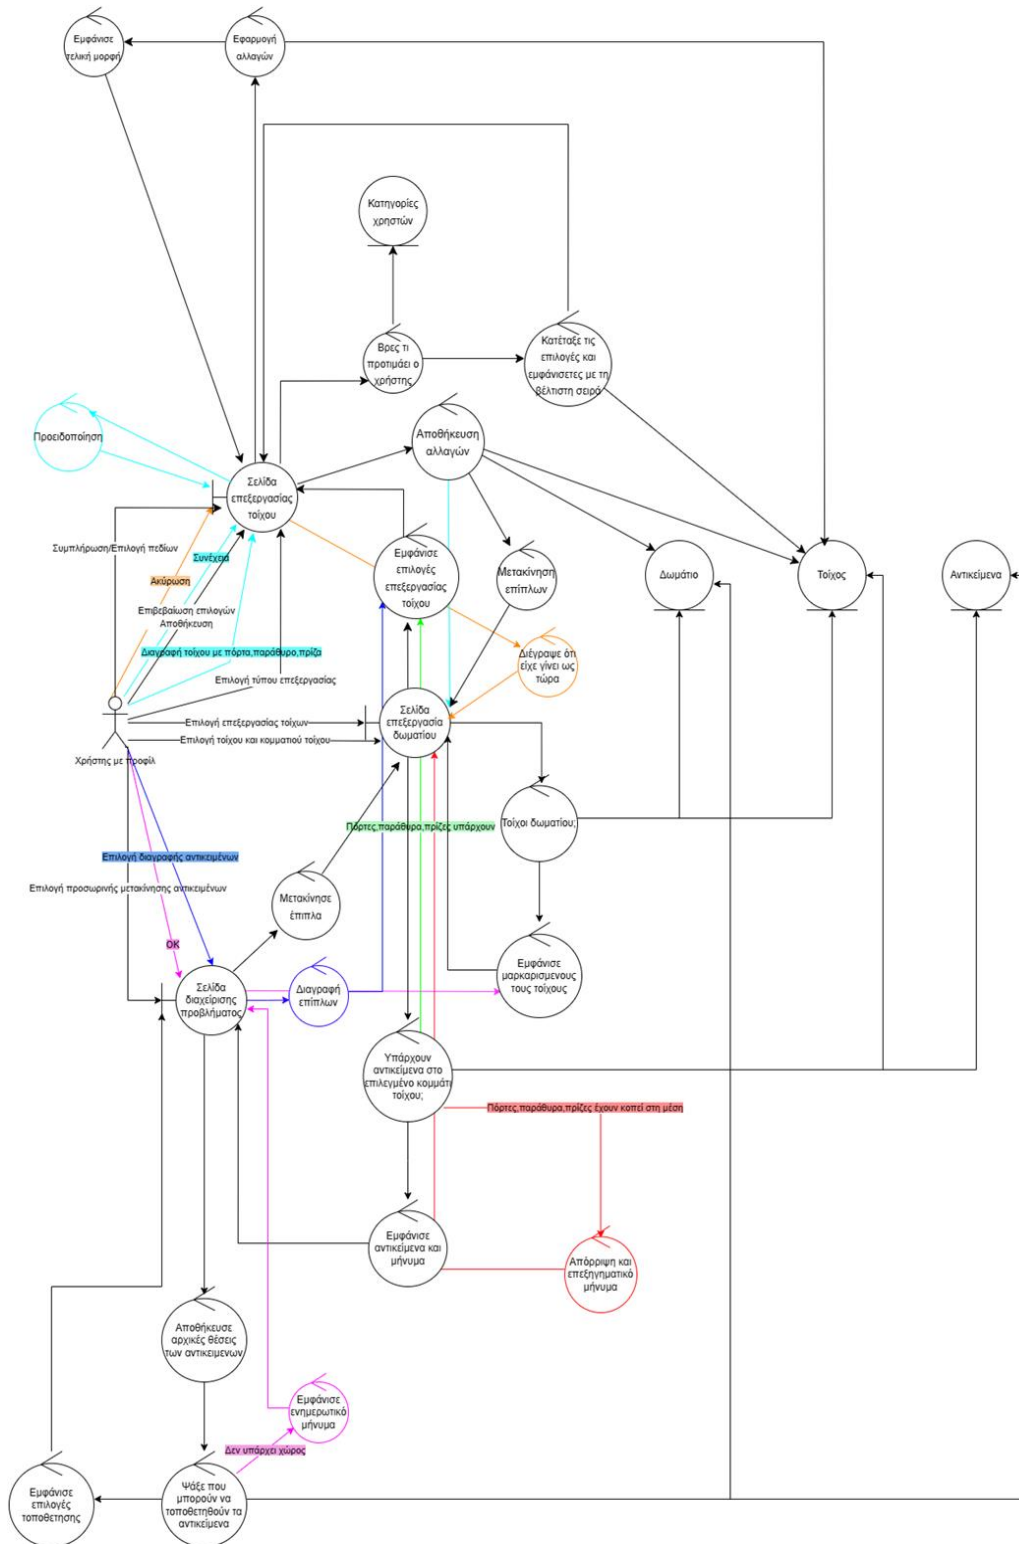 Εμφάνισε
τελική μορφή
Εφαρμογή
αλλαγών
Κατηγορίες
χρηστών
Βρες τι
προτιμάει ο
χρήστης
Κατέταξε τις
επιλογές και
εμφάνισετες με τη
βέλτιστη σειρά
Προειδοποίηση
Αποθήκευση
αλλαγών
Σελίδα
επεξεργασίας
τοίχου
Συμπλήρωση/Επιλογή πεδίων
Συνέχεια
Ακύρωση
Εμφάνισε
επιλογές
επεξεργασίας
τοίχου
Μετακίνηση
επίπλων
Δωμάτιο
Τοίχος
Αντικείμενα
Επιβεβαίωση επιλογών
Αποθήκευση
Διαγραφή τοίχου με πόρτα,παράθυρο,πρίζα
Διέγραψε ότι
είχε γίνει ως
τώρα
Επιλογή τύπου επεξεργασίας
Επιλογή επεξεργασίας τοίχων
Επιλογή τοίχου και κομματιού τοίχου
Σελίδα
επεξεργασία
δωματίου
Χρήστης με προφίλ
Τοίχοι δωματίου;
Πόρτες,παράθυρα,πρίζες υπάρχουν
Επιλογή διαγραφής αντικειμένων
Επιλογή προσωρινής μετακίνησης αντικειμένων
Μετακίνησε
έπιπλα
OK
Εμφάνισε
μαρκαρισμενους
τους τοίχους
Σελίδα
διαχείρισης
προβλήματος
Διαγραφή
επίπλων
Υπάρχουν
αντικείμενα στο
επιλεγμένο κομμάτι
τοίχου;
Πόρτες,παράθυρα,πρίζες έχουν κοπεί στη μέση
Εμφάνισε
αντικείμενα και
μήνυμα
Απόρριψη και
επεξηγηματικό
μήνυμα
Αποθήκευσε
αρχικές θέσεις
των αντικειμενων
Εμφάνισε
ενημερωτικό
μήνυμα
Δεν υπάρχει χώρος
Εμφάνισε
επιλογές
τοποθετησης
Ψάξε που
μπορούν να
τοποθετηθούν τα
αντικείμενα